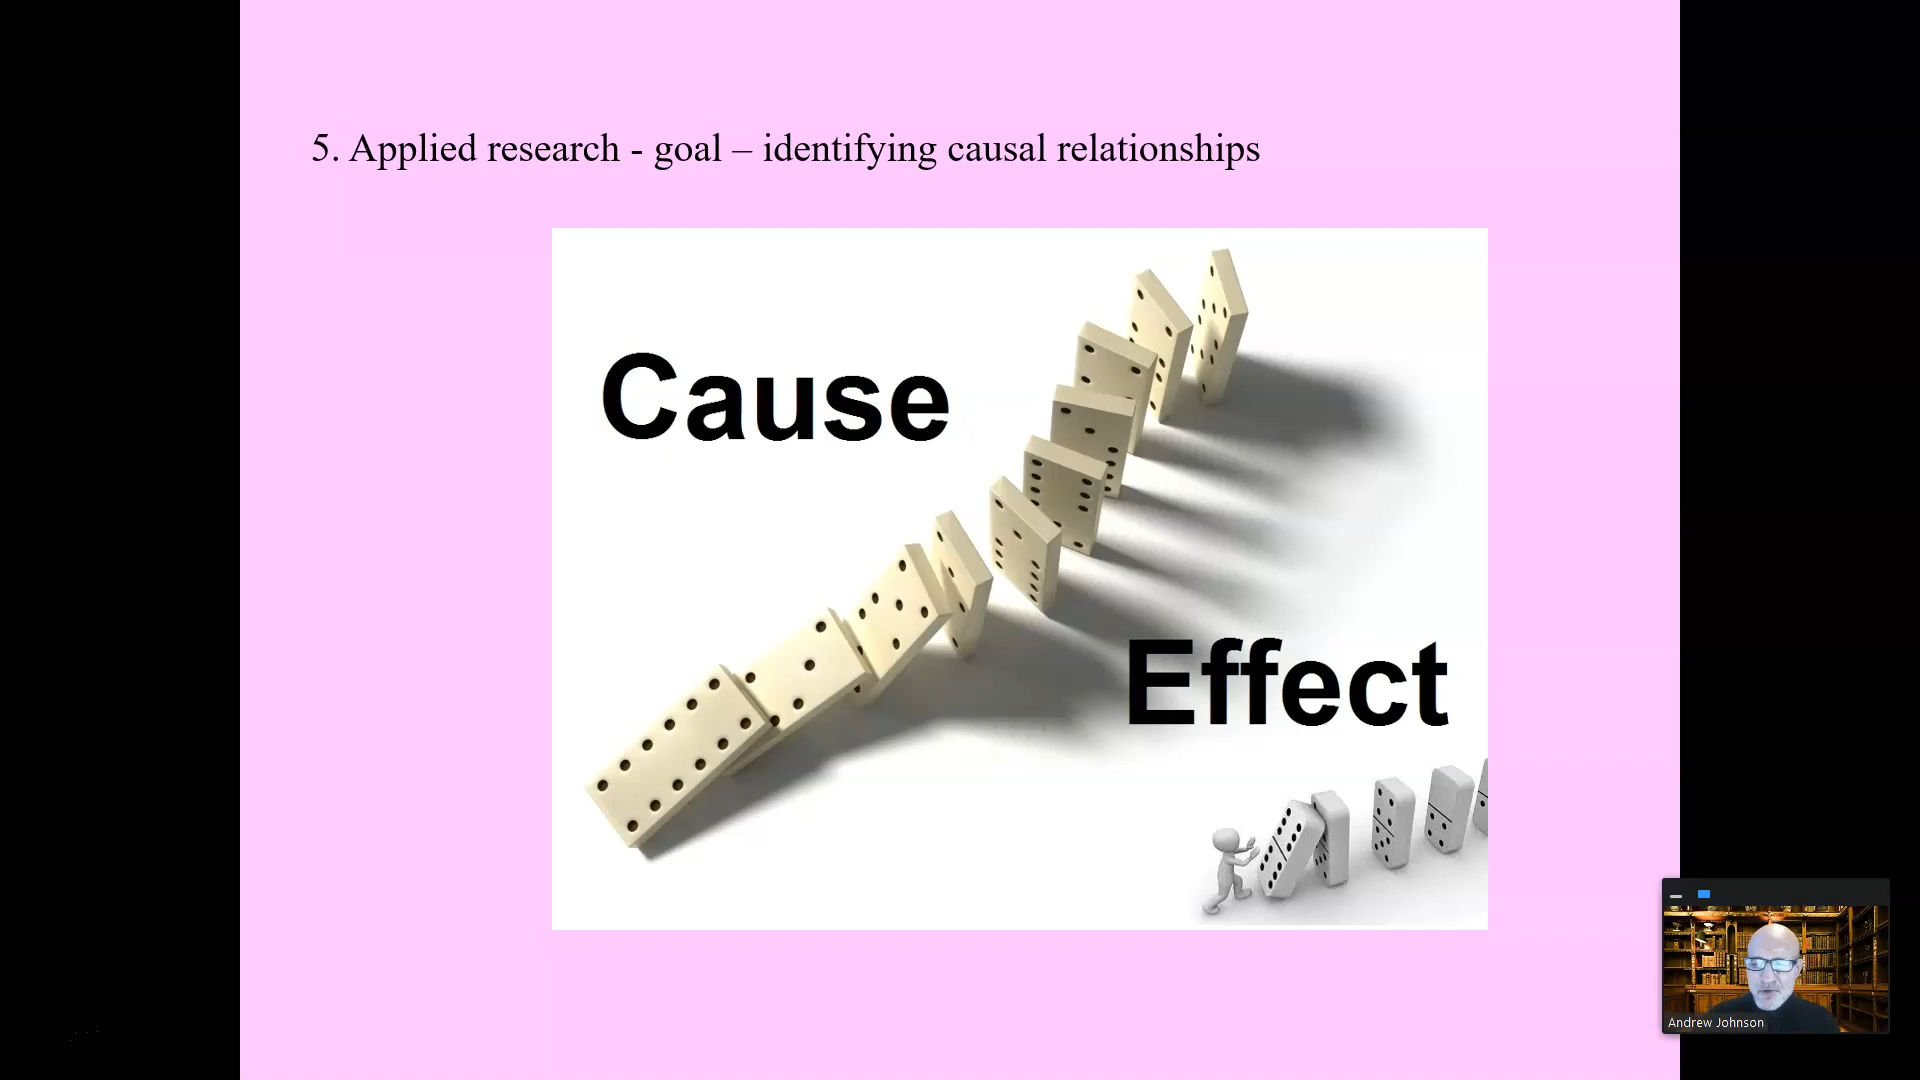 5. Applied research - goal – identifying causal relationships
Cause
Effect
Andrew Johnson